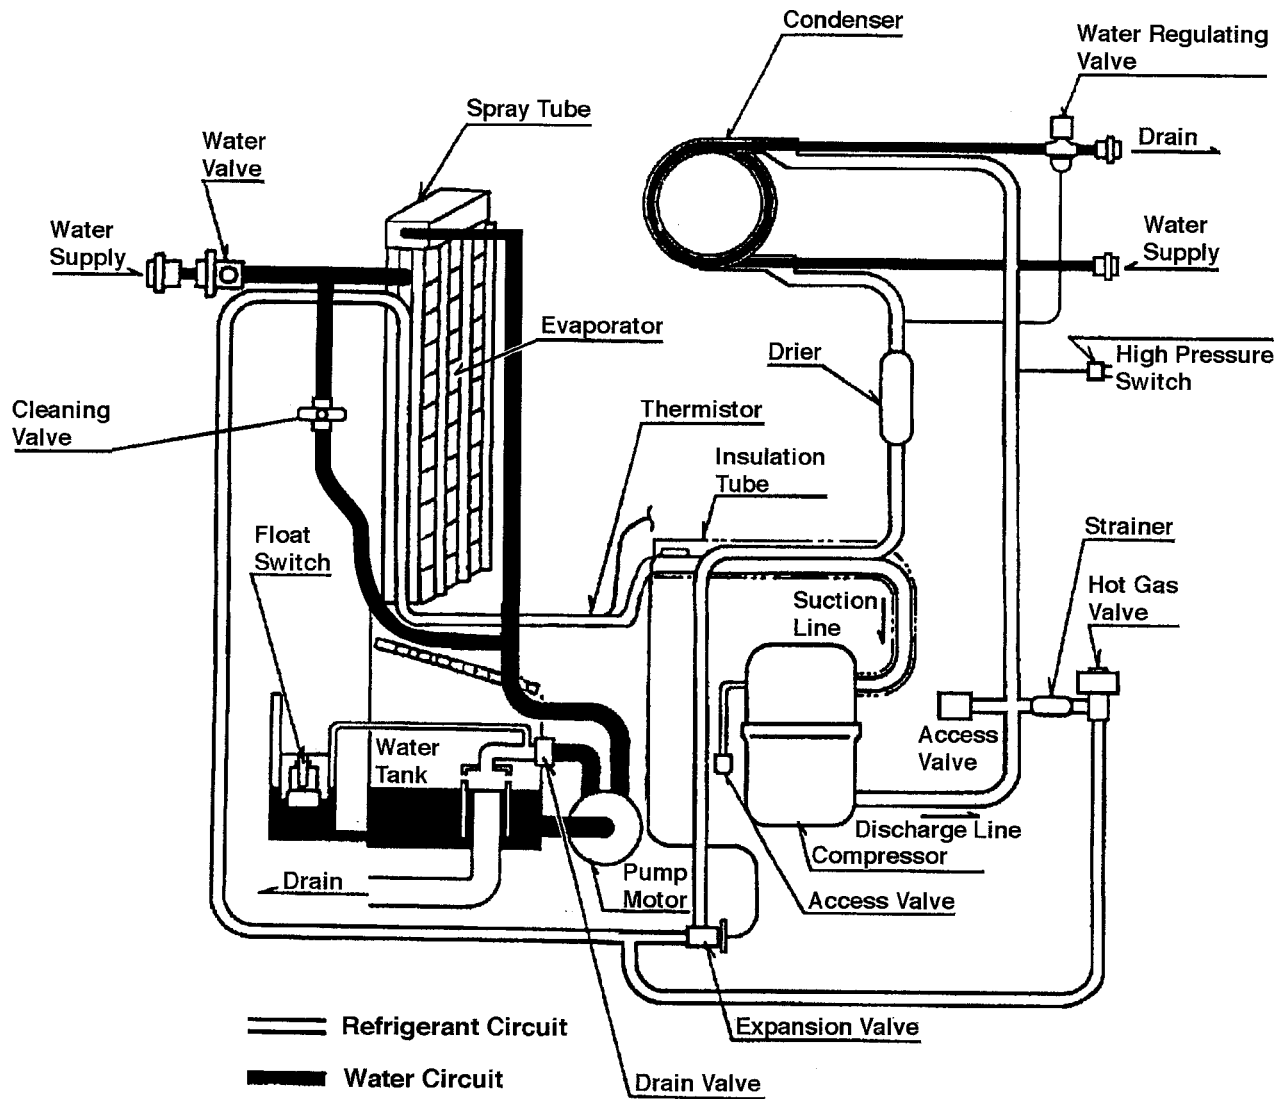 Condenser
Water Regulating
Valve
Spray Tube
Water
Valve
Drain
Water
Supply
Water
Supply
Evaporator
Drier
High Pressure
Switch
Cleaning
Valve
Thermistor
Insulation
Tube
Float
Switch
Strainer
Hot Gas
Valve
Suction
Line
Water
Tank
Access
Valve
Discharge Line
Compressor
Drain
Pump
Motor
Access Valve
Refrigerant Circuit
Expansion Valve
Water Circuit
Drain Valve